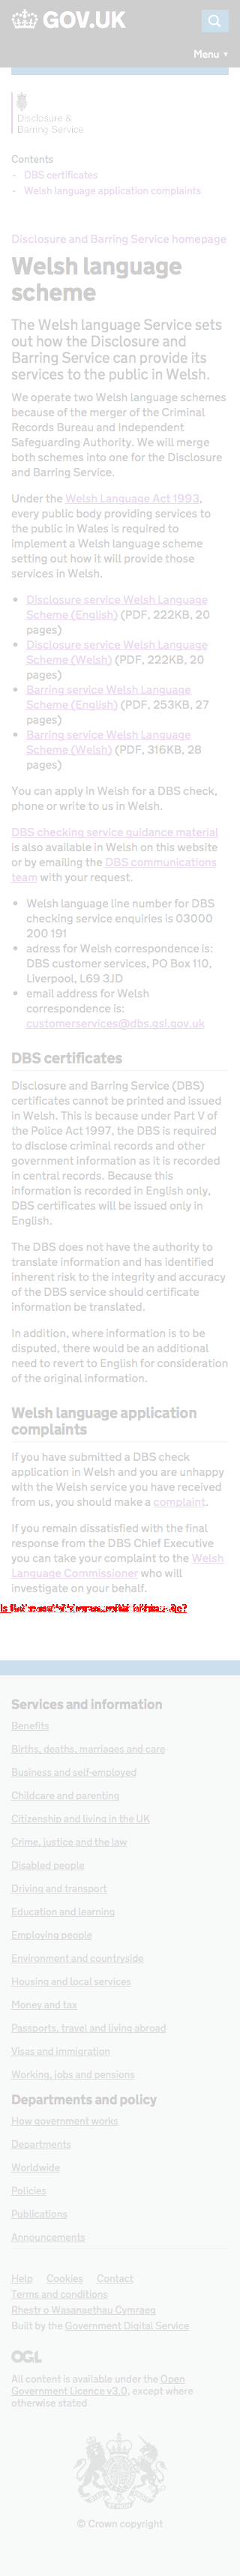 GOV.UK
Menu ▼
Disclosure &
Barring Service
Contents
- DBS certificates
- Welsh language application complaints
Disclosure and Barring Service homepage
Welsh language
scheme
The Welsh language Service sets
out how the Disclosure and
Barring Service can provide its
services to the public in Welsh.
We operate two Welsh language schemes
because of the merger of the Criminal
Records Bureau and Independent
Safeguarding Authority. We will merge
both schemes into one for the Disclosure
and Barring Service.
Under the Welsh Language Act 1993,
every public body providing services to
the public in Wales is required to
implement a Welsh language scheme
setting out how it will provide those
services in Welsh.
• Disclosure service Welsh Language
Scheme (English) (PDF, 222KB, 20
pages)
• Disclosure service Welsh Language
Scheme (Welsh) (PDF, 222KB, 20
pages)
• Barring service Welsh Language
Scheme (English) (PDF, 253KB, 27
pages)
• Barring service Welsh Language
Scheme (Welsh) (PDF, 316KB, 28
pages)
You can apply in Welsh for a DBS check,
phone or write to us in Welsh.
DBS checking service guidance material
is also available in Welsh on this website
or by emailing the DBS communications
team with your request.
• Welsh language line number for DBS
checking service enquiries is 03000
200 191
• adress for Welsh correspondence is:
DBS customer services, PO Box 110,
Liverpool, L69 3JD
• email address for Welsh
correspondence is:
customerservices@dbs.gsi.gov.uk
DBS certificates
Disclosure and Barring Service (DBS)
certificates cannot be printed and issued
in Welsh. This is because under Part V of
the Police Act 1997, the DBS is required
to disclose criminal records and other
government information as it is recorded
in central records. Because this
information is recorded in English only,
DBS certificates will be issued only in
English.
The DBS does not have the authority to
translate information and has identified
inherent risk to the integrity and accuracy
of the DBS service should certificate
information be translated.
In addition, where information is to be
disputed, there would be an additional
need to revert to English for consideration
of the original information.
Welsh language application
complaints
If you have submitted a DBS check
application in Welsh and you are unhappy
with the Welsh service you have received
from us, you should make a complaint.
If you remain dissatisfied with the final
response from the DBS Chief Executive
you can take your complaint to the Welsh
Language Commissioner who will
investigate on your behalf.
Services and information
Benefits
Births, deaths, marriages and care
Business and self-employed
Childcare and parenting
Citizenship and living in the UK
Crime, justice and the law
Disabled people
Driving and transport
Education and learning
Employing people
Environment and countryside
Housing and local services
Money and tax
Passports, travel and living abroad
Visas and immigration
Working, jobs and pensions
Departments and policy
How government works
Departments
Worldwide
Policies
Publications
Announcements
Help Cookies Contact
Terms and conditions
Rhestr o Wasanaethau Cymraeg
Built by the Government Digital Service
OGL
All content is available under the Open
Government Licence v3.0, except where
otherwise stated
© Crown copyright